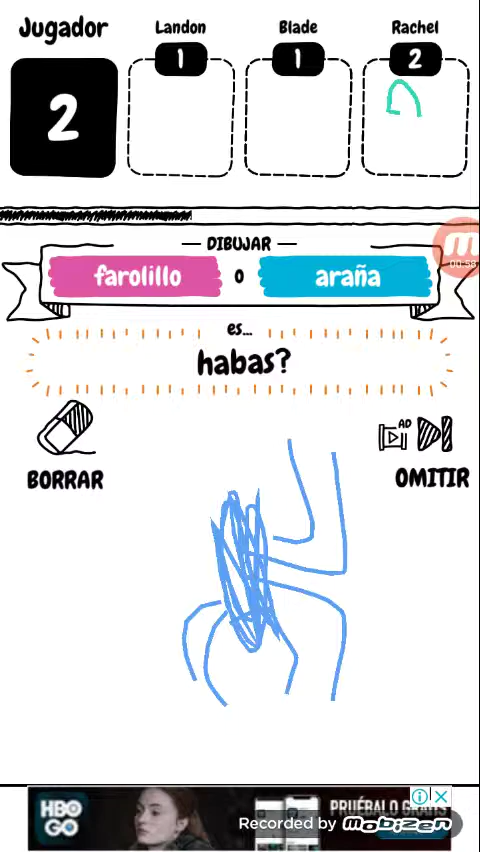 Jugador
Landon
Blade
Rachel
2
1
1
2
00:58
— DIBUJAR —
farolillo o araña
es...
habas?
AD
BORRAR
OMITIR
HBO
GO
PRUÉBALO GRATIS
Recorded by mobizen